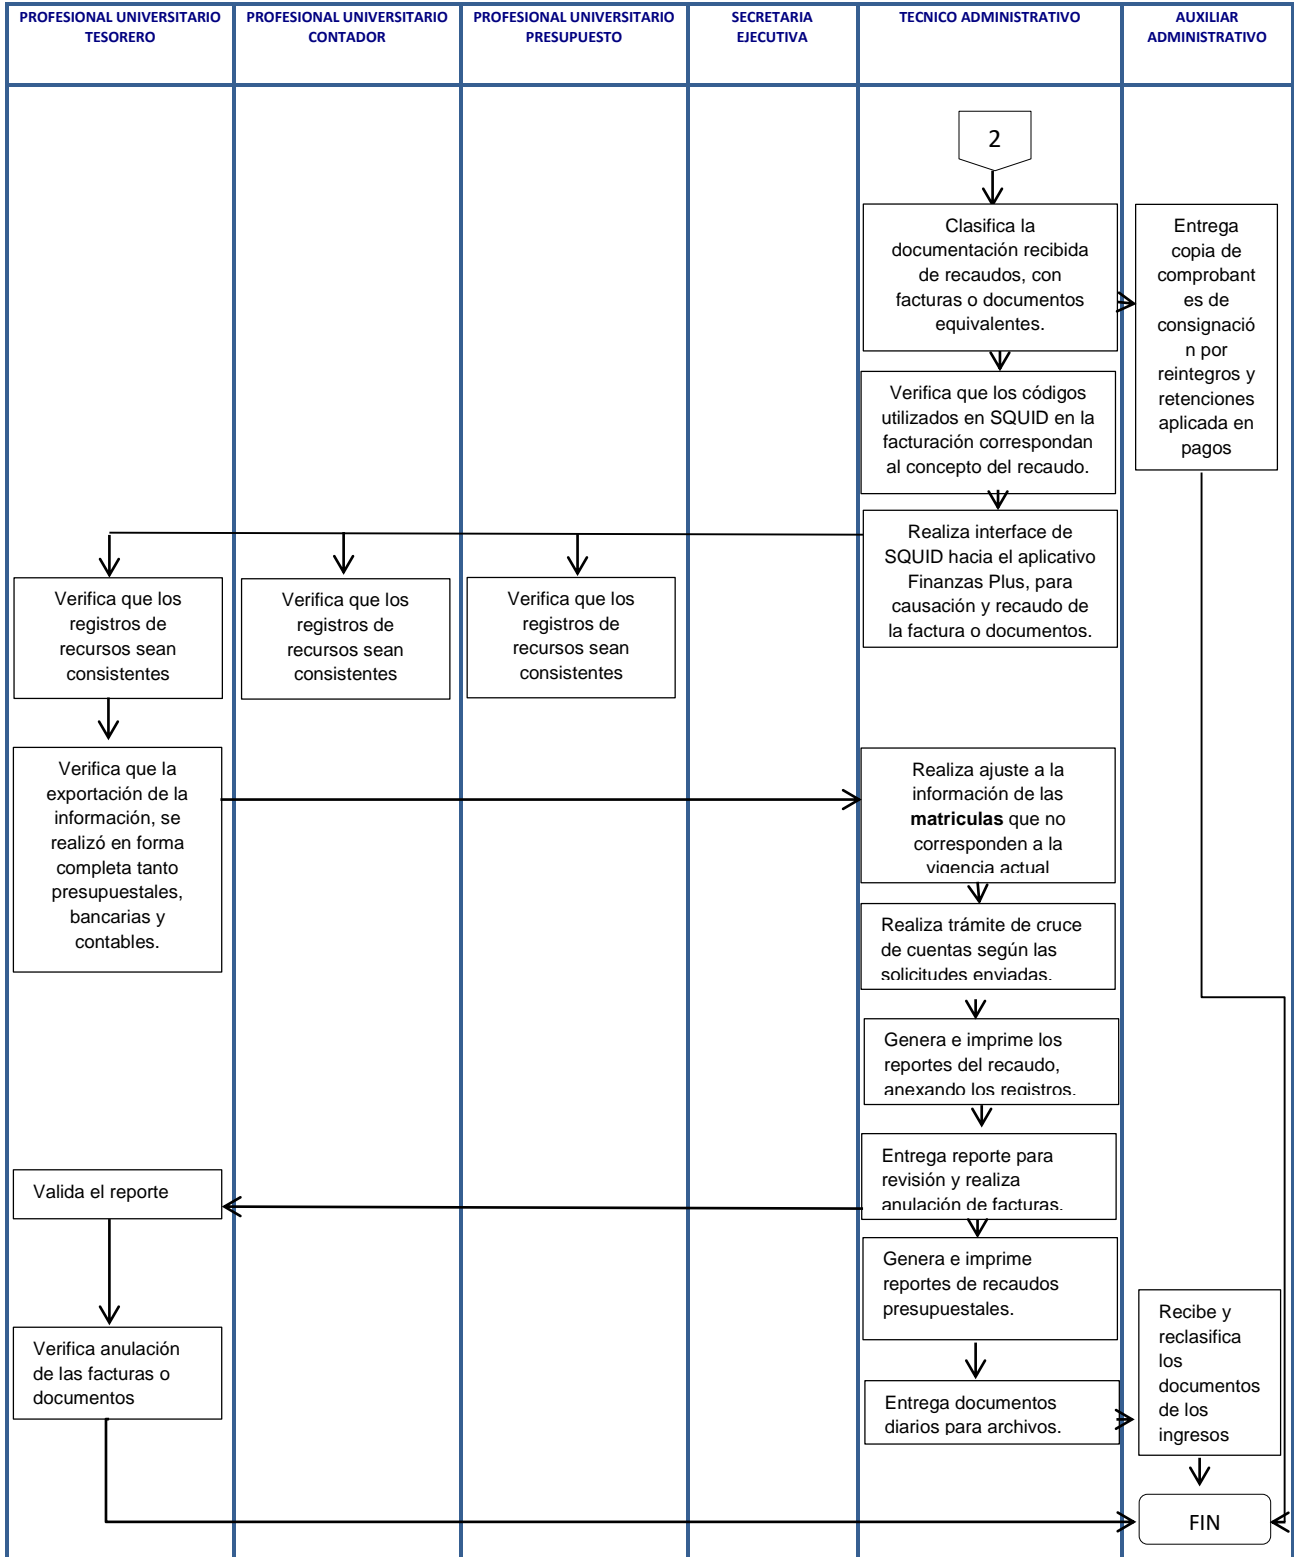 PROFESIONAL UNIVERSITARIO
TESORERO
PROFESIONAL UNIVERSITARIO
CONTADOR
PROFESIONAL UNIVERSITARIO
PRESUPUESTO
SECRETARIA
EJECUTIVA
TECNICO ADMINISTRATIVO
AUXILIAR
ADMINISTRATIVO
2
Clasifica la
documentación recibida
de recaudos, con
facturas o documentos
equivalentes.
Entrega
copia de
comprobant
es de
consignació
n por
reintegros y
retenciones
aplicada en
pagos
Verifica que los códigos
utilizados en SQUID en la
facturación correspondan
al concepto del recaudo.
Realiza interface de
SQUID hacia el aplicativo
Finanzas Plus, para
causación y recaudo de
la factura o documentos.
Verifica que los
registros de
recursos sean
consistentes
Verifica que los
registros de
recursos sean
consistentes
Verifica que los
registros de
recursos sean
consistentes
Verifica que la
exportación de la
información, se
realizó en forma
completa tanto
presupuestales,
bancarias y
contables.
Realiza ajuste a la
información de las
matriculas que no
corresponden a la
vigencia actual
Realiza trámite de cruce
de cuentas según las
solicitudes enviadas.
Genera e imprime los
reportes del recaudo,
anexando los registros.
Entrega reporte para
revisión y realiza
anulación de facturas.
Valida el reporte
Genera e imprime
reportes de recaudos
presupuestales.
Verifica anulación
de las facturas o
documentos
Entrega documentos
diarios para archivos.
Recibe y
reclasifica
los
documentos
de los
ingresos
FIN